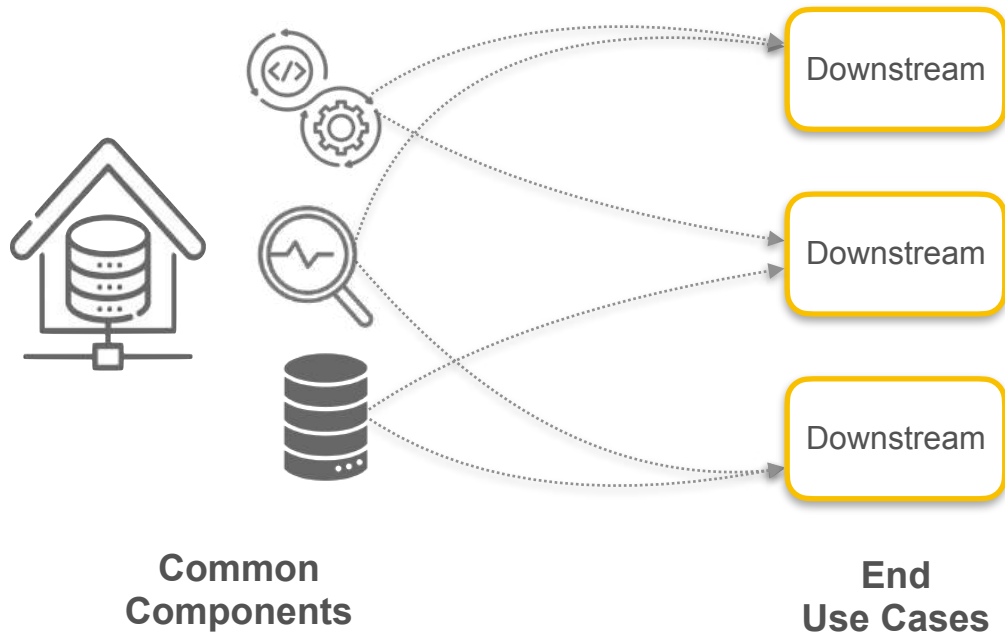 Downstream
Downstream
Downstream
Common
Components
End
Use Cases